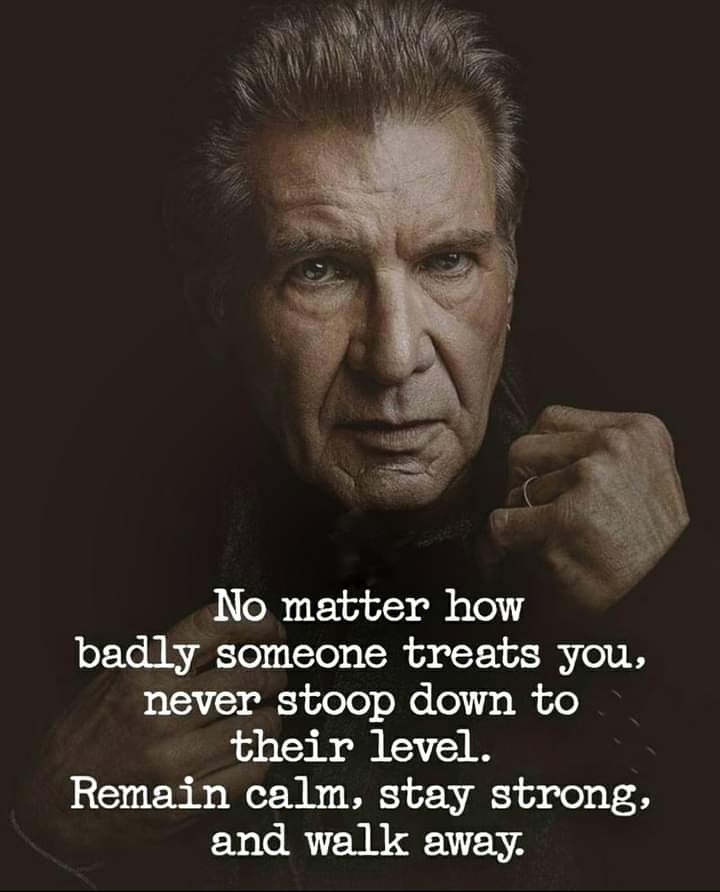 No matter how
badly someone treats you,
never stoop down to
their level.
Remain calm, stay strong,
and walk away.